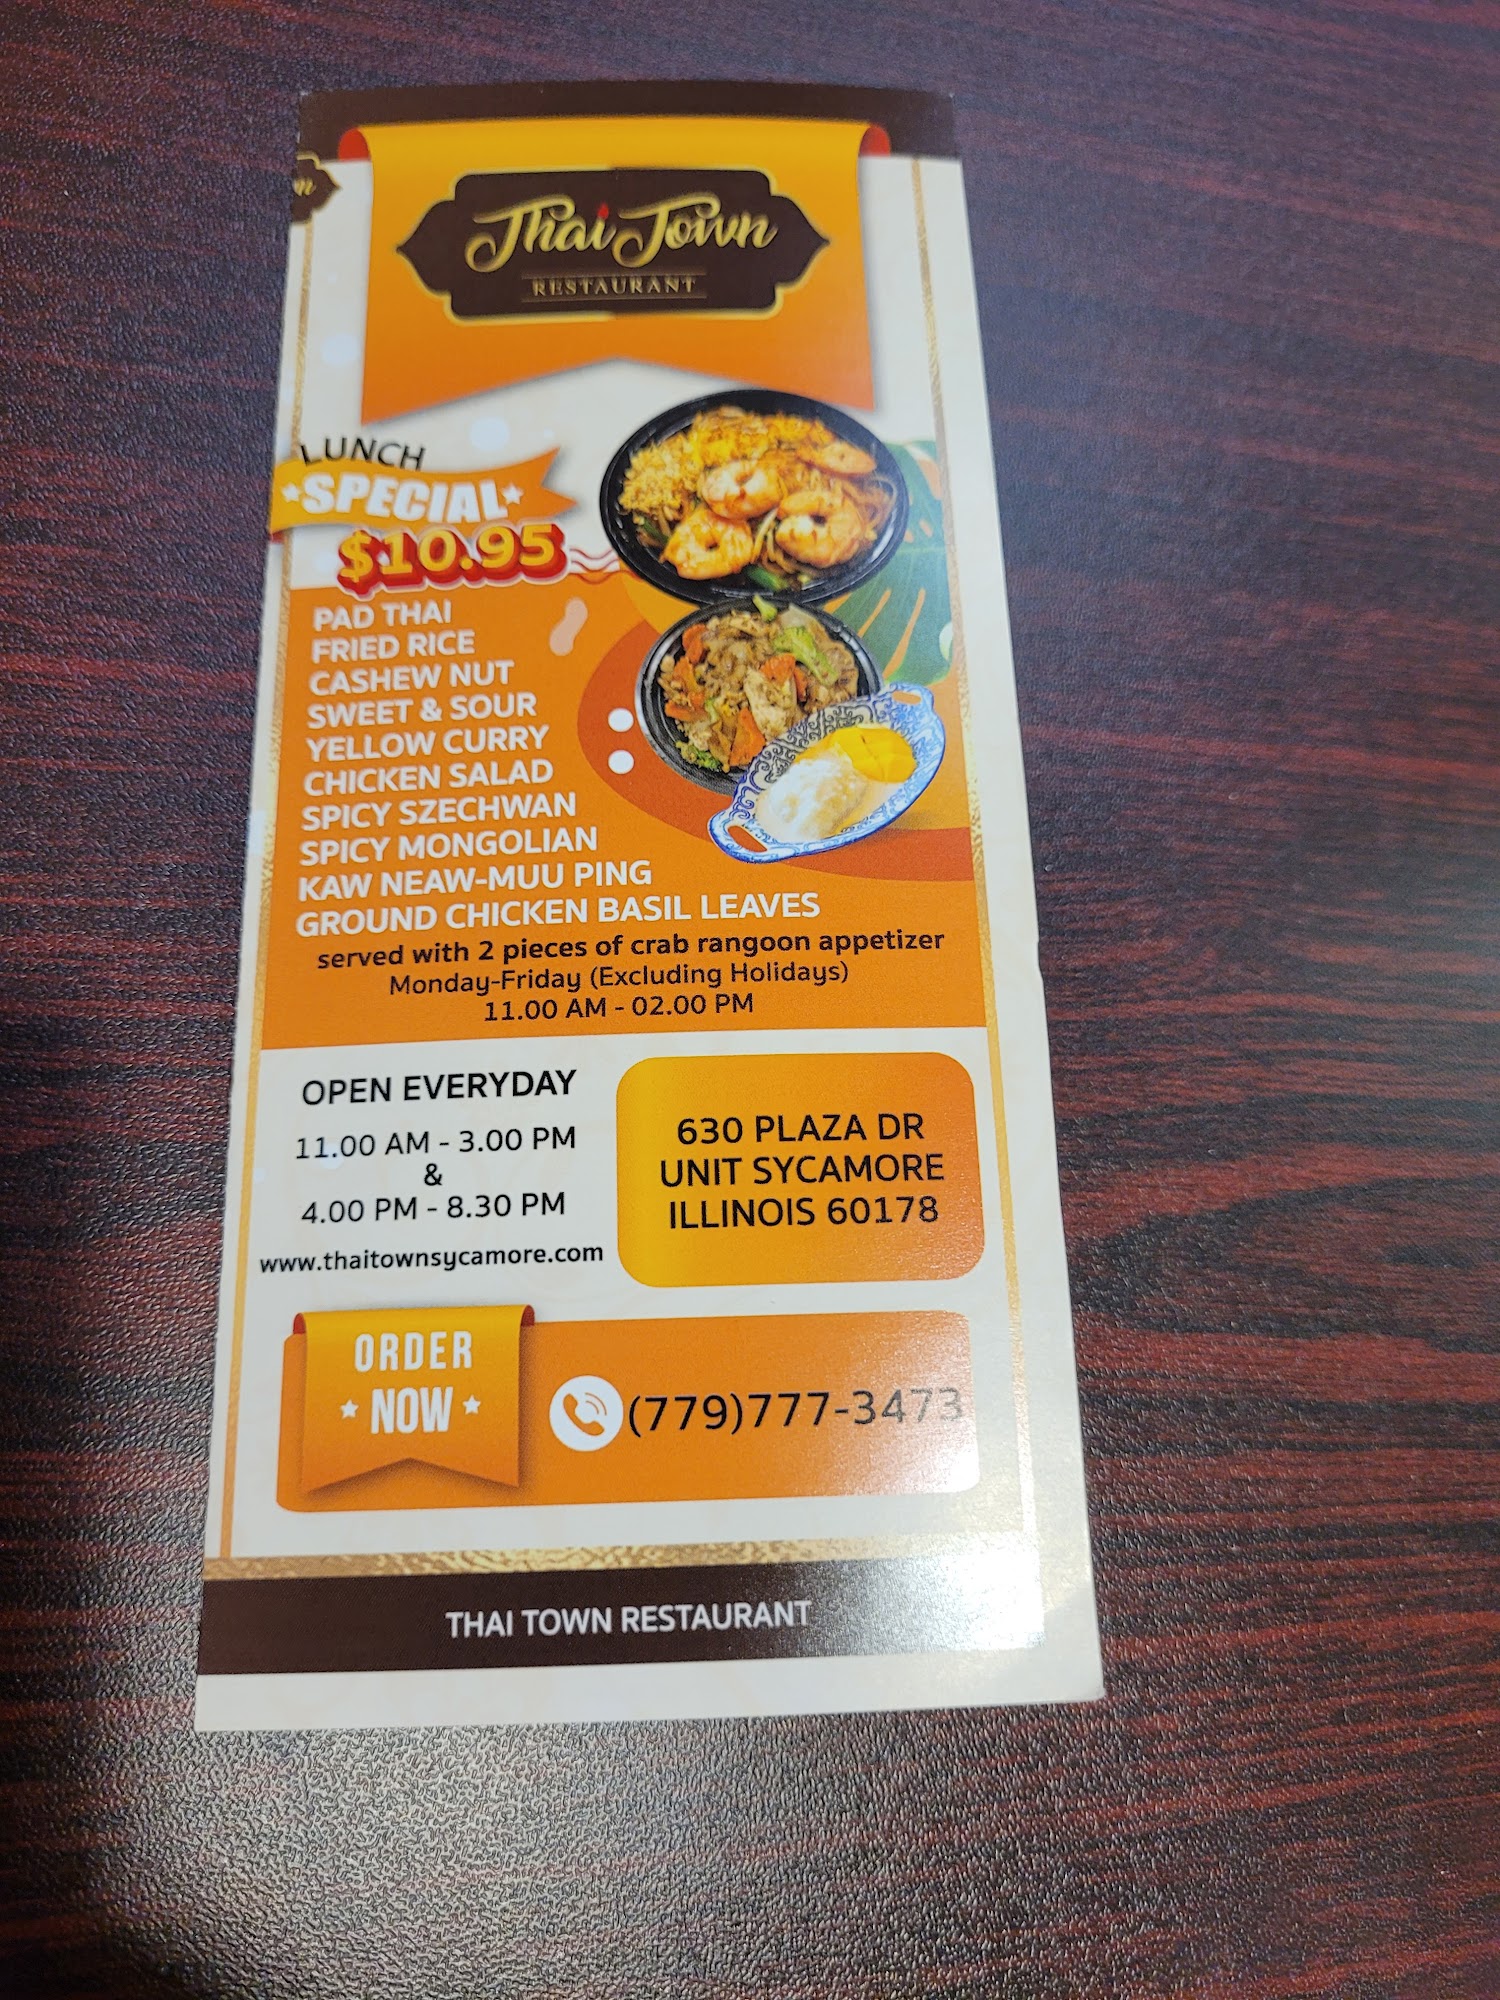 Thai Town
RESTAURANT
LUNCH
SPECIAL
$10.95
PAD THAI
FRIED RICE
CASHEW NUT
SWEET & SOUR
YELLOW CURRY
CHICKEN SALAD
SPICY SZECHWAN
SPICY MONGOLIAN
KAW NEAW-MUU PING
GROUND CHICKEN BASIL LEAVES
served with 2 pieces of crab rangoon appetizer
Monday-Friday (Excluding Holidays)
11.00 AM - 02.00 PM
OPEN EVERYDAY
11.00 AM - 3.00 PM
&
4.00 PM - 8.30 PM
www.thaitownsycamore.com
630 PLAZA DR
UNIT SYCAMORE
ILLINOIS 60178
ORDER
NOW
(779)777-3473
THAI TOWN RESTAURANT